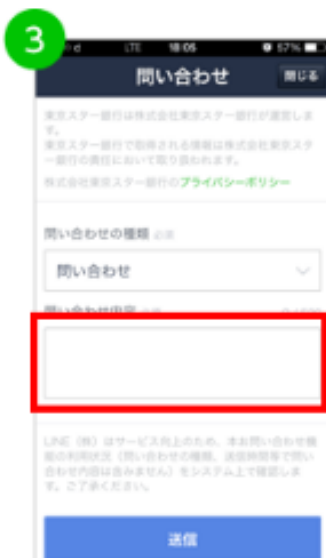 3
LTE 18:05 57%
問い合わせ 閉じる
東京スター銀行は株式会社東京スター銀行が運営しま
す。
東京スター銀行で取得される情報は株式会社東京スタ
ー銀行の責任において取り扱われます。
株式会社東京スター銀行のプライバシーポリシー
問い合わせの種類 必須
問い合わせ
問い合わせ内容
LINE（株）はサービス向上のため、本お問い合わせ機
能の利用状況（問い合わせの種類、送信時間等で問い
合わせ内容は含みません）をシステム上で確認しま
す。ご了承ください。
送信